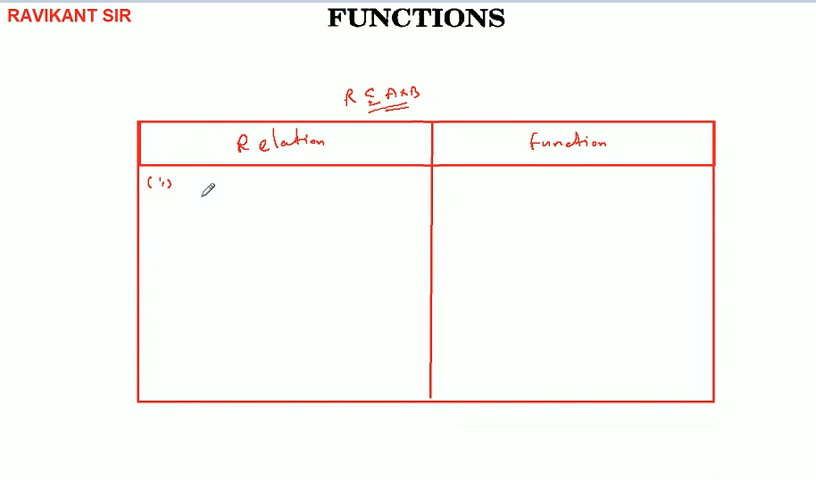 RAVIKANT SIR
FUNCTIONS
R ⊆ A×B
Relation
Function
(i)